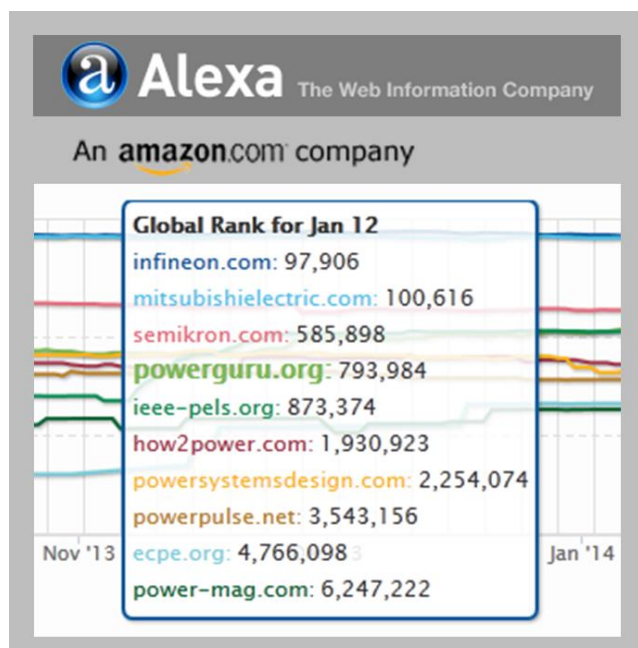 a Alexa The Web Information Company
An amazon.com company
Global Rank for Jan 12
infineon.com: 97,906
mitsubishielectric.com: 100,616
semikron.com: 585,898
powerguru.org: 793,984
ieee-pels.org: 873,374
how2power.com: 1,930,923
powersystemsdesign.com: 2,254,074
powerpulse.net: 3,543,156
ecpe.org: 4,766,098
power-mag.com: 6,247,222
Nov '13
Jan '14